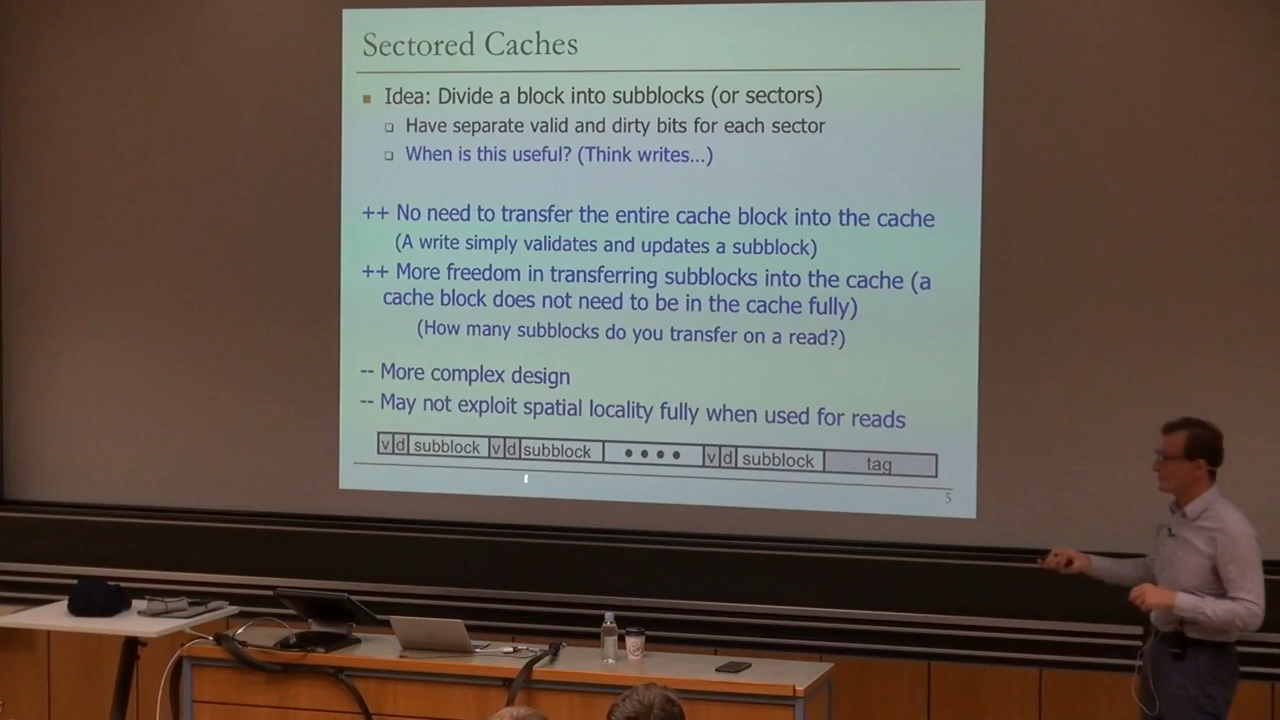 Sectored Caches
Idea: Divide a block into subblocks (or sectors)
Have separate valid and dirty bits for each sector
When is this useful? (Think writes...)
++ No need to transfer the entire cache block into the cache
(A write simply validates and updates a subblock)
++ More freedom in transferring subblocks into the cache (a
cache block does not need to be in the cache fully)
(How many subblocks do you transfer on a read?)
-- More complex design
-- May not exploit spatial locality fully when used for reads
v d subblock v d subblock • • • • v d subblock tag
5